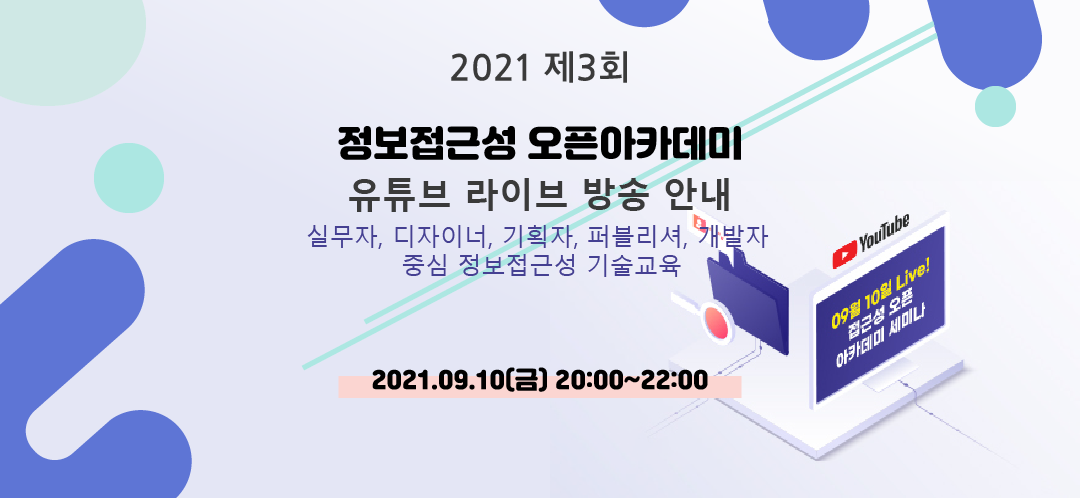 2021 제3회
정보접근성 오픈아카데미
유튜브 라이브 방송 안내
실무자, 디자이너, 기획자, 퍼블리셔, 개발자
중심 정보접근성 기술교육
2021.09.10(금) 20:00~22:00
YouTube
09월 10일 Live!
접근성 오픈
아카데미 세미나